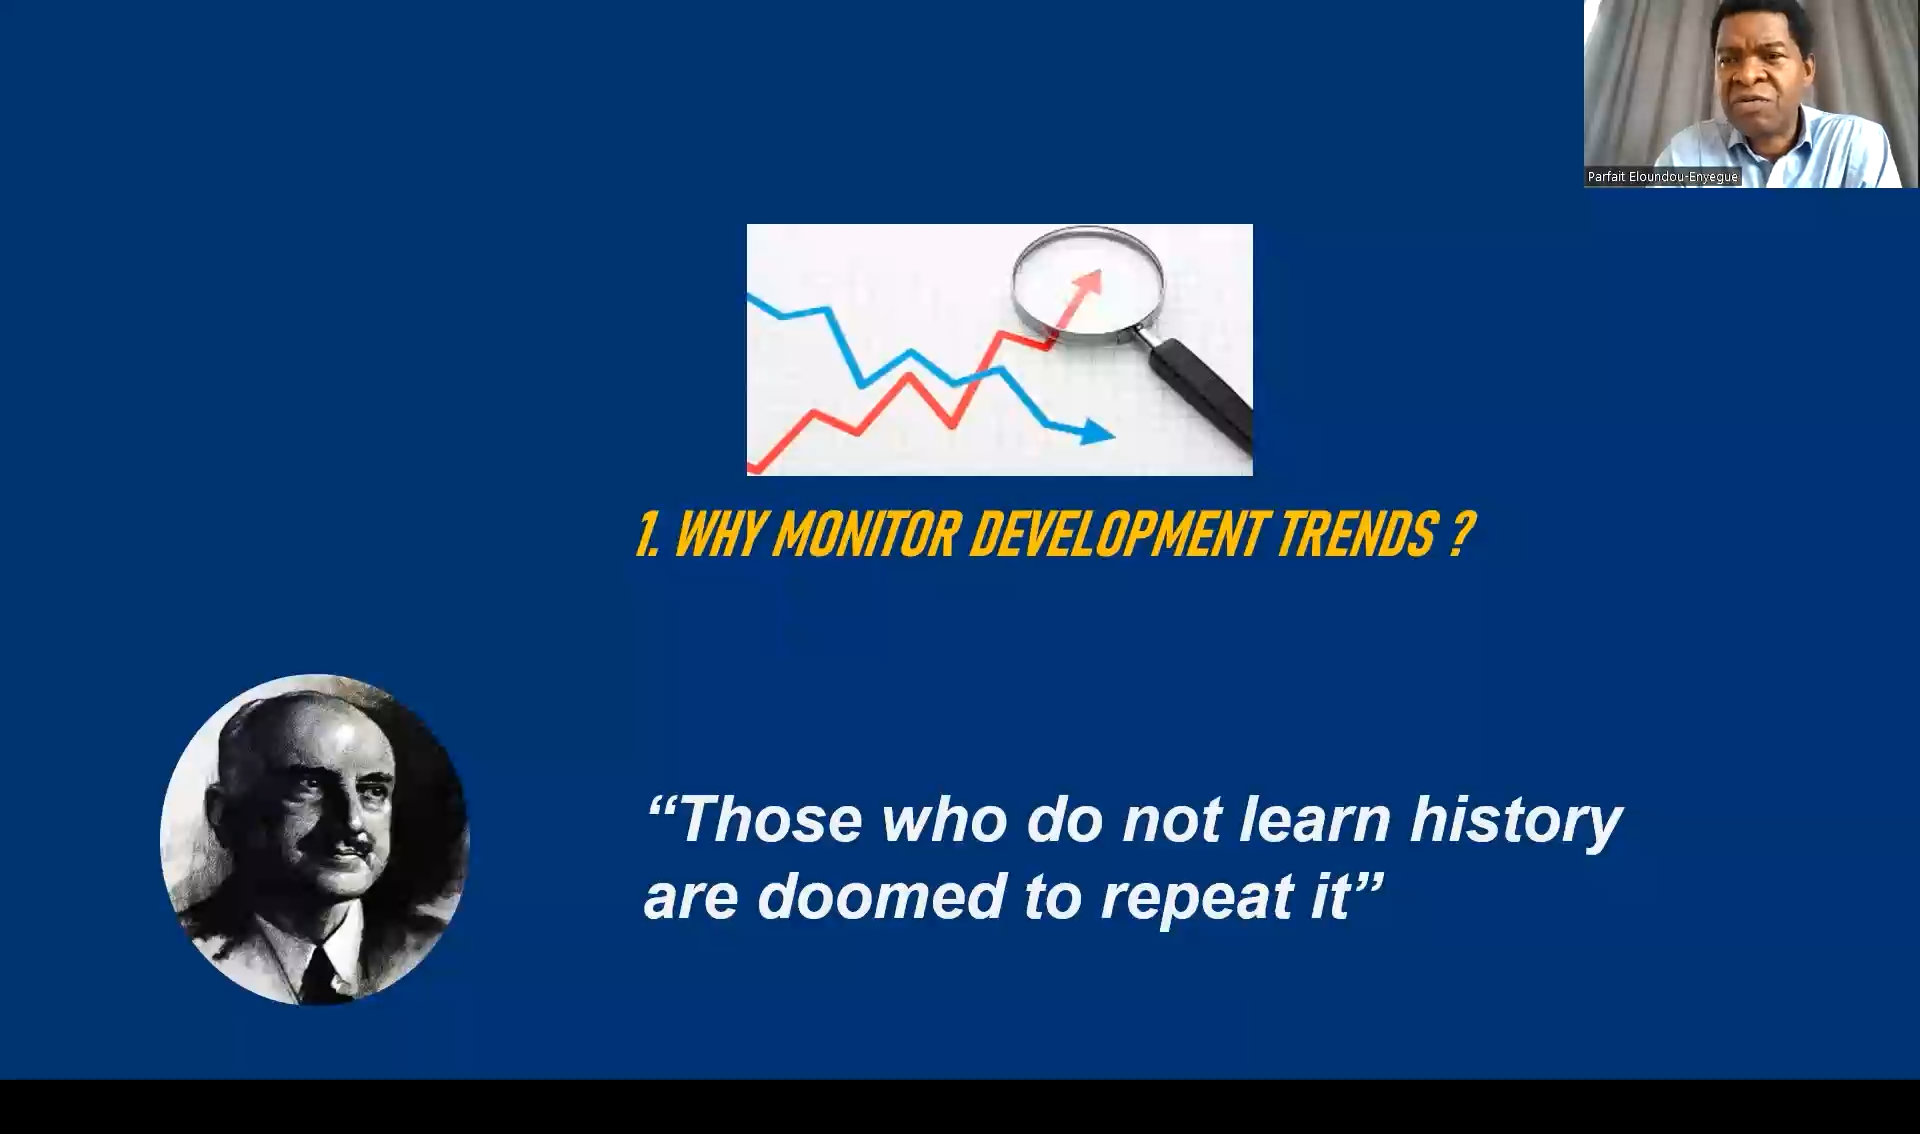 Parfait Eloundou-Enyegue
1. WHY MONITOR DEVELOPMENT TRENDS ?
“Those who do not learn history
are doomed to repeat it”